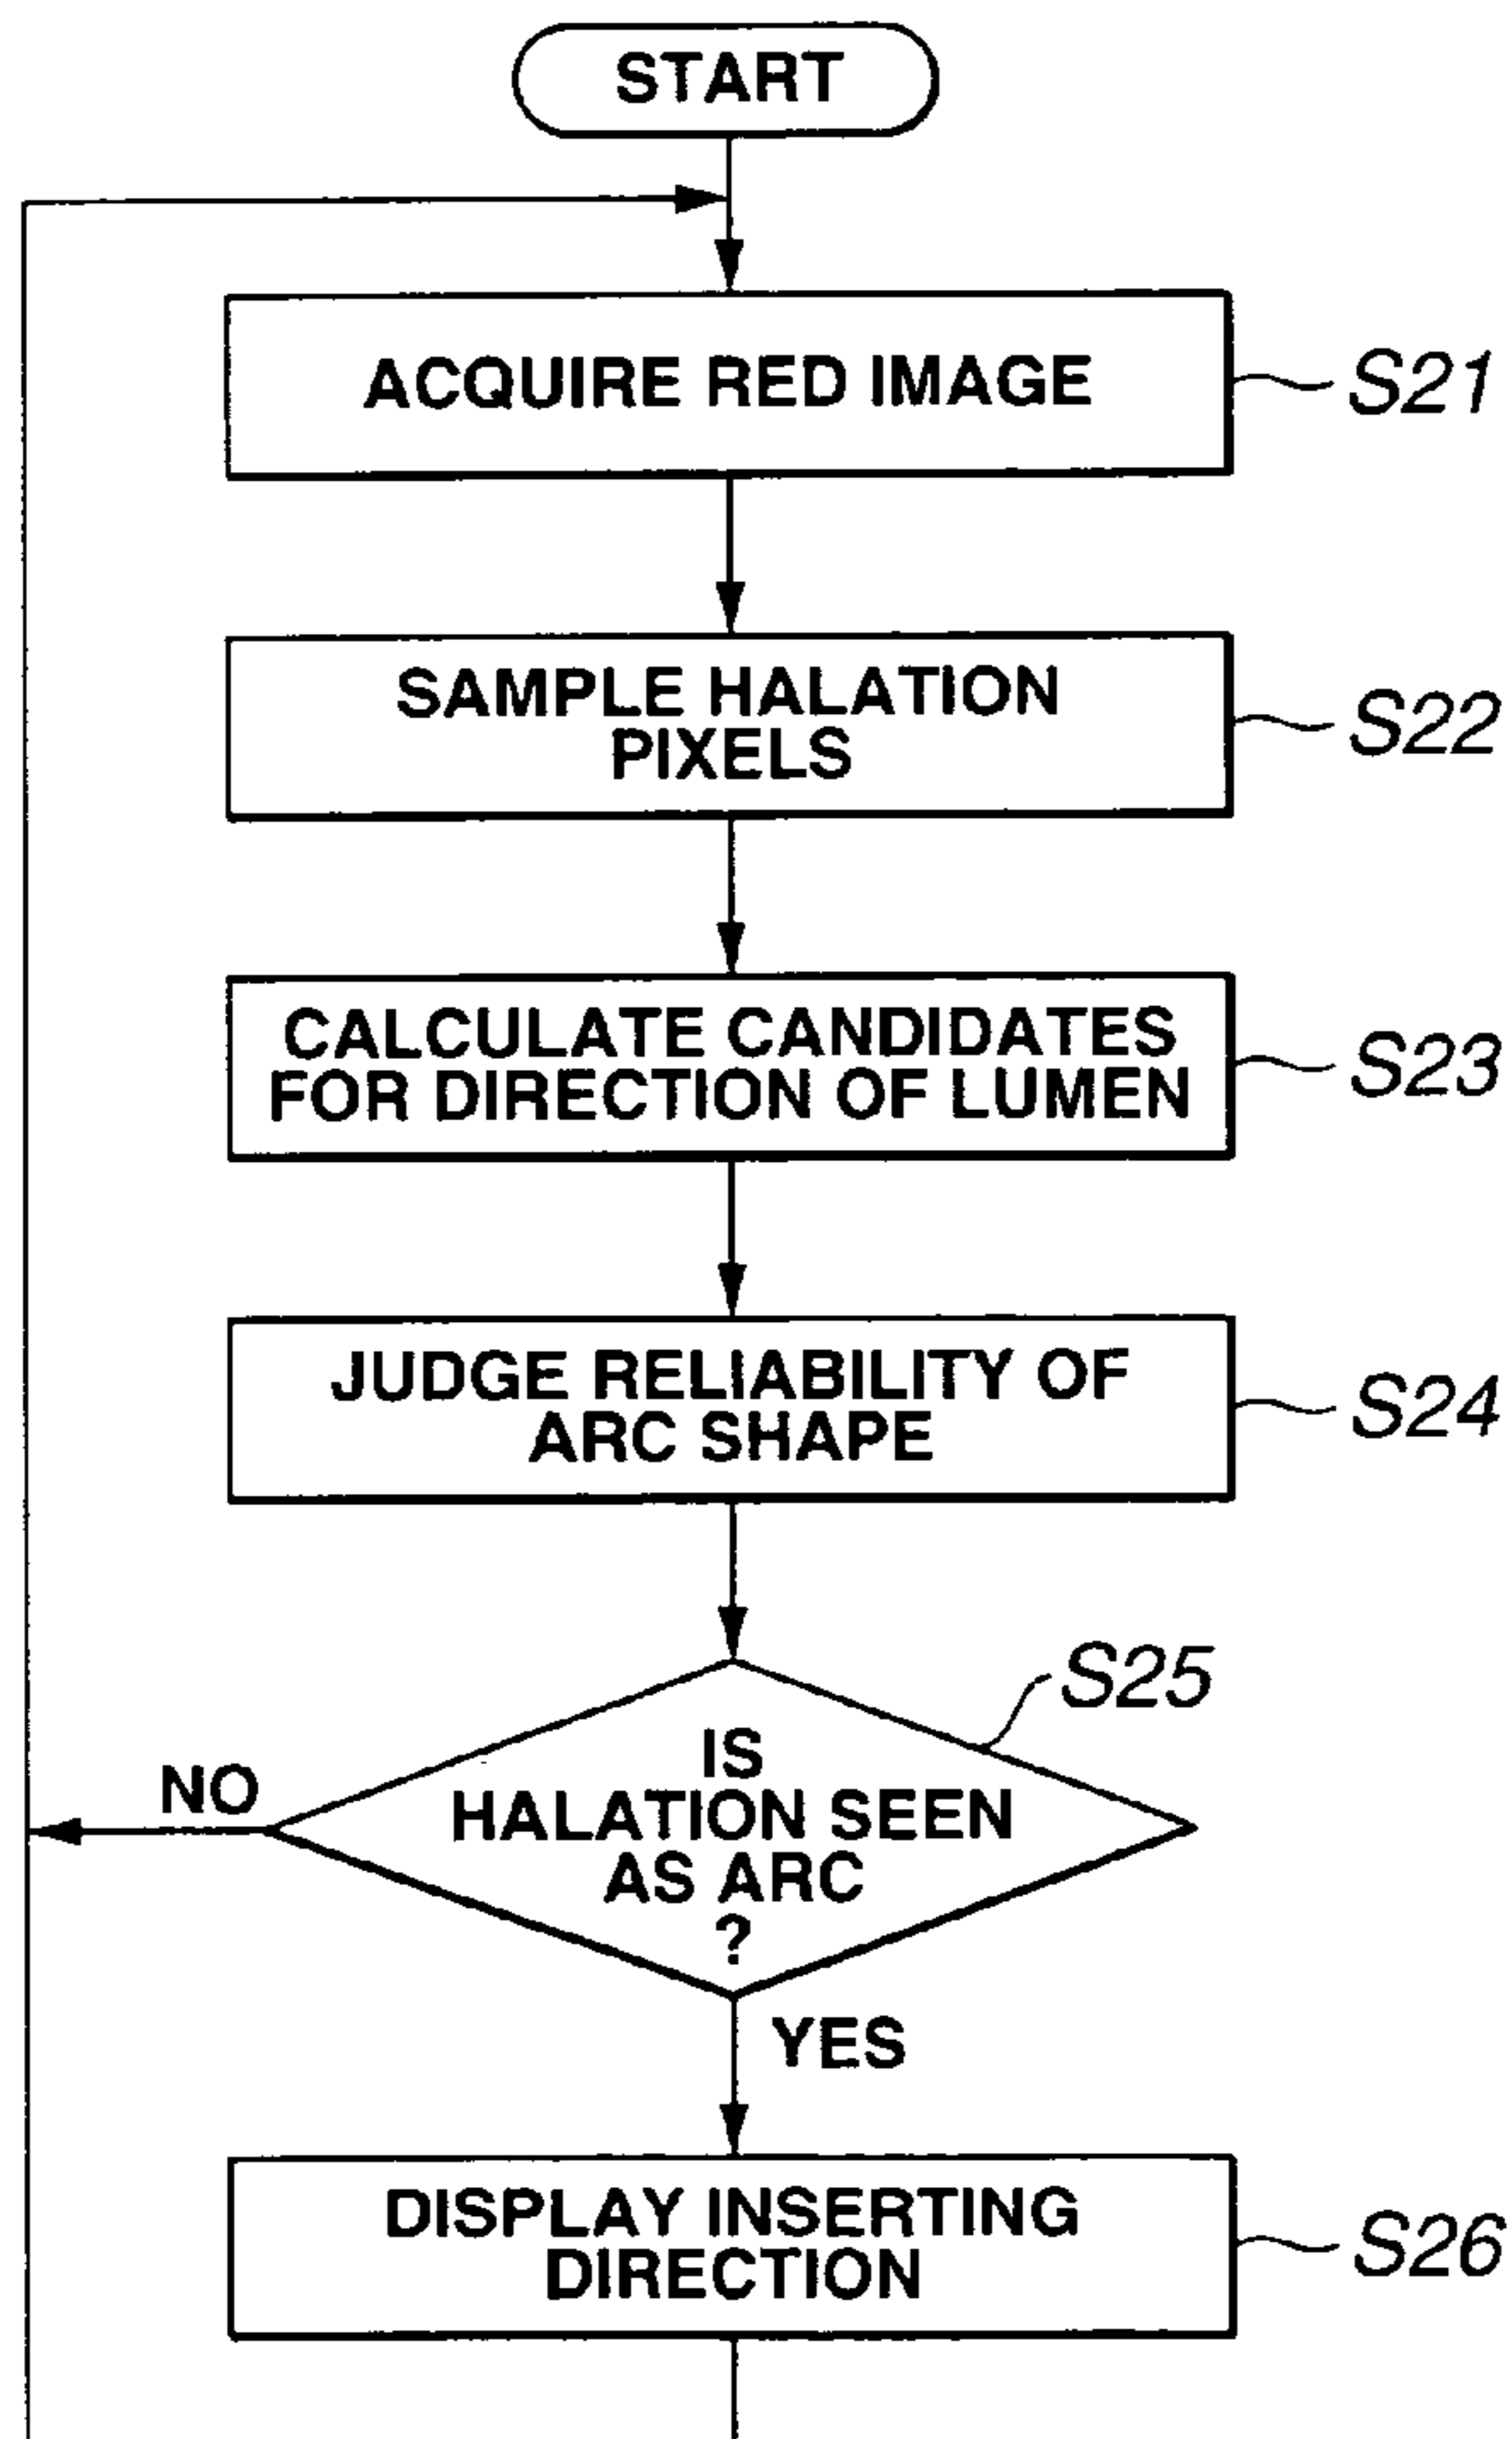 START
ACQUIRE RED IMAGE
S21
SAMPLE HALATION
PIXELS
S22
CALCULATE CANDIDATES
FOR DIRECTION OF LUMEN
S23
JUDGE RELIABILITY OF
ARC SHAPE
S24
S25
IS
HALATION SEEN
AS ARC
?
NO
YES
DISPLAY INSERTING
DIRECTION
S26